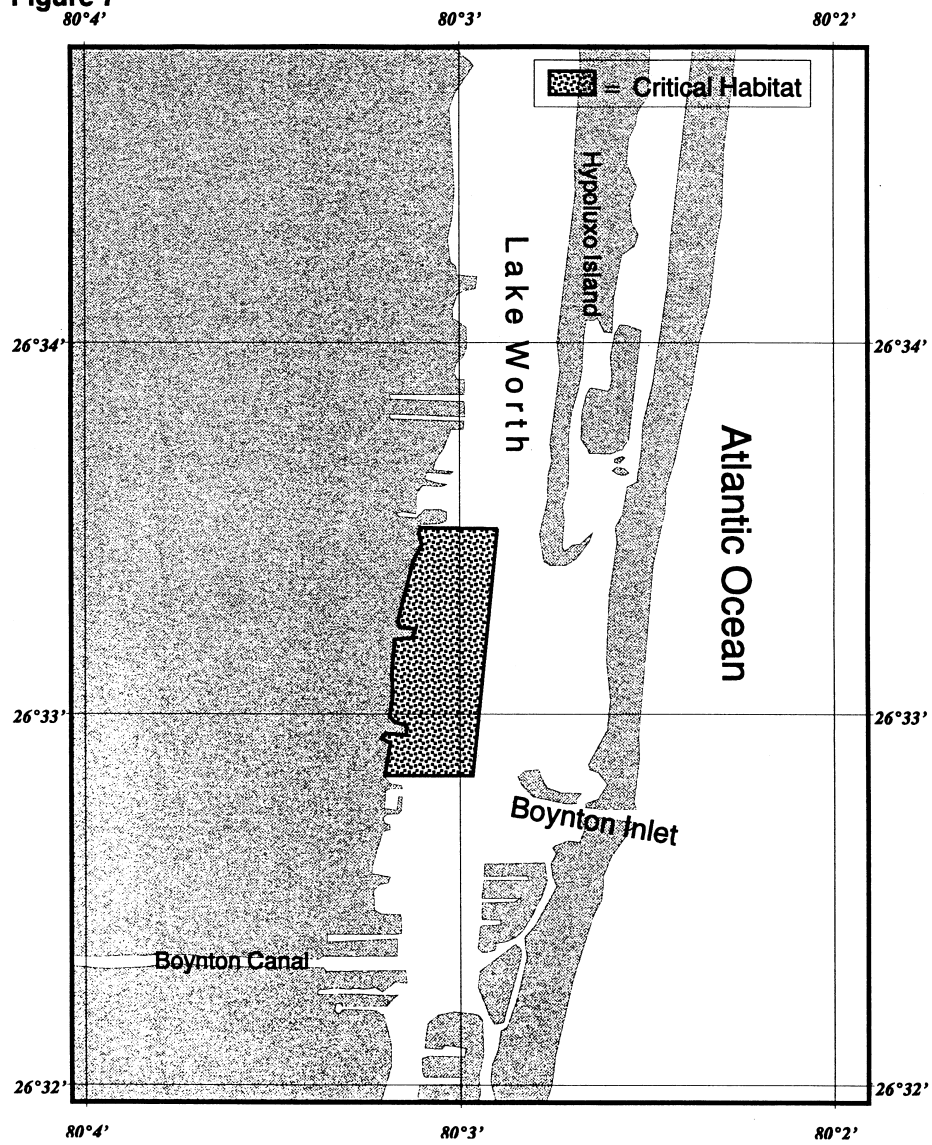 Figure 7
80°4' 80°3' 80°2'
= Critical Habitat
Hypoluxo Island
Lake Worth
26°34' 26°34'
Atlantic Ocean
26°33' 26°33'
Boynton Inlet
Boynton Canal
26°32' 26°32'
80°4' 80°3' 80°2'